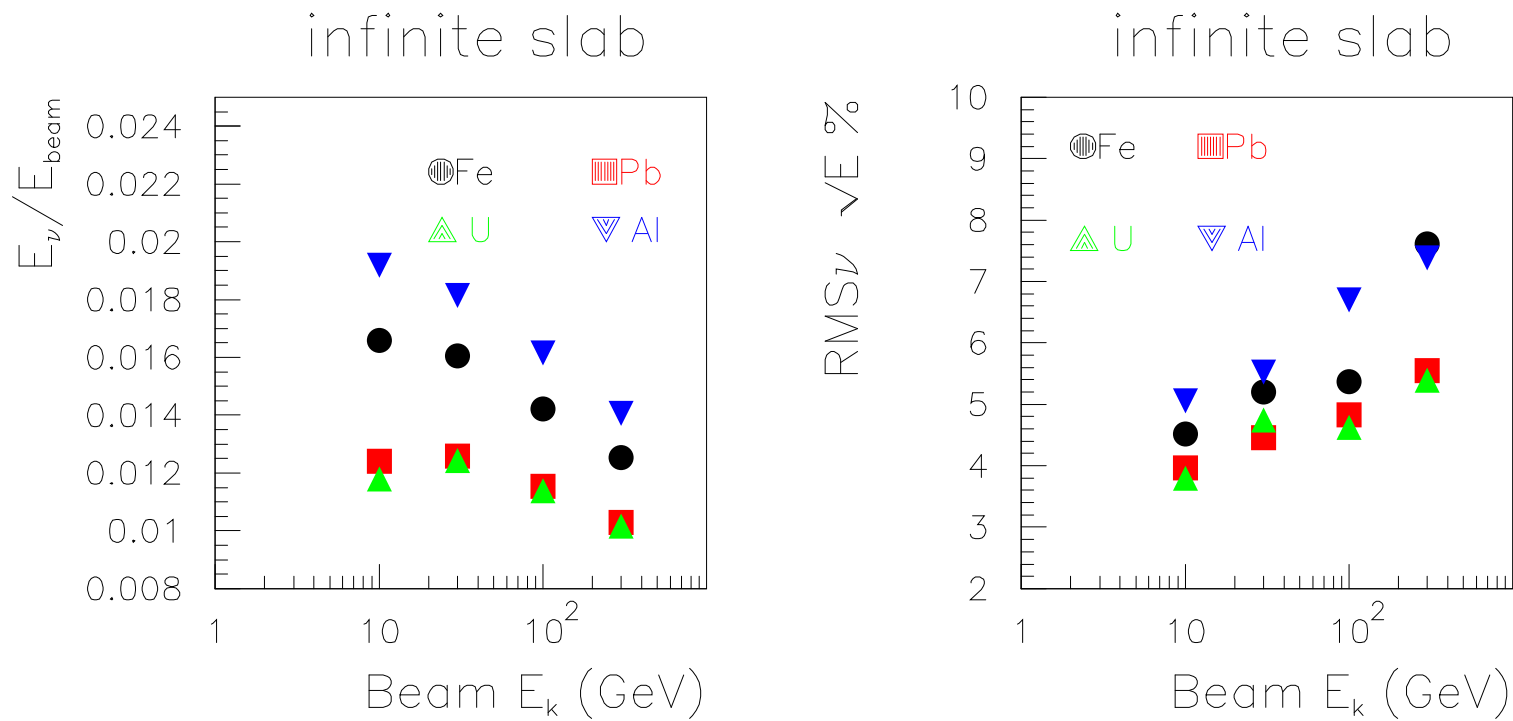 infinite slab
E_ν/E_beam
0.024
0.022
0.02
0.018
0.016
0.014
0.012
0.01
0.008
Fe Pb
U Al
1 10 10²
Beam E_k (GeV)
infinite slab
RMSν √E %
10
9
8
7
6
5
4
3
2
Fe Pb
U Al
1 10 10²
Beam E_k (GeV)